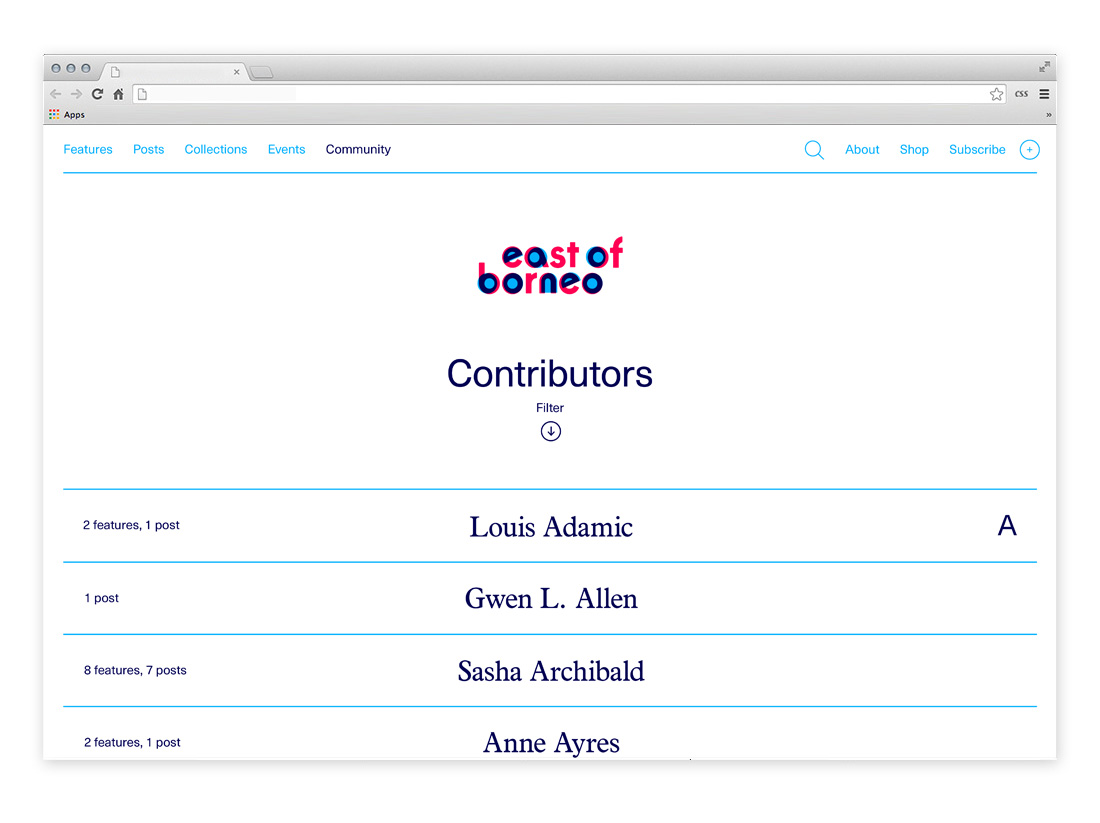 CSS
Apps
Features Posts Collections Events Community About Shop Subscribe
east of
borneo
Contributors
Filter
2 features, 1 post Louis Adamic A
1 post Gwen L. Allen
8 features, 7 posts Sasha Archibald
2 features, 1 post Anne Ayres